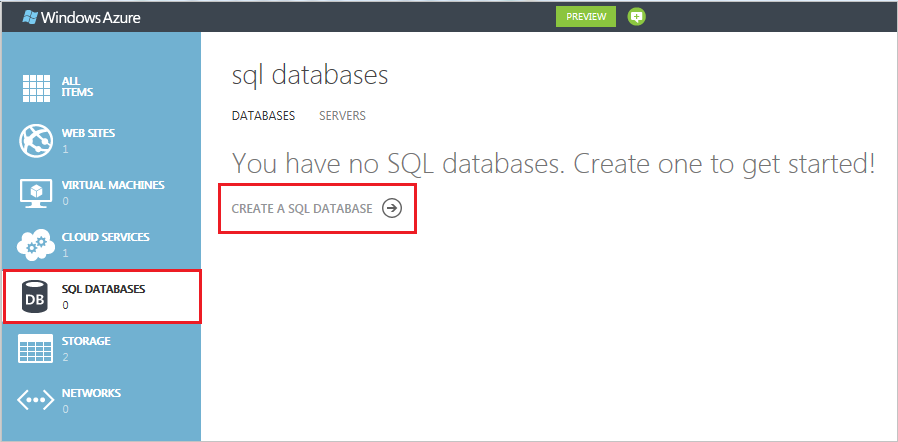 Windows Azure
PREVIEW
ALL
ITEMS
WEB SITES
1
VIRTUAL MACHINES
0
CLOUD SERVICES
1
DB
SQL DATABASES
0
STORAGE
2
NETWORKS
0
sql databases
DATABASES SERVERS
You have no SQL databases. Create one to get started!
CREATE A SQL DATABASE